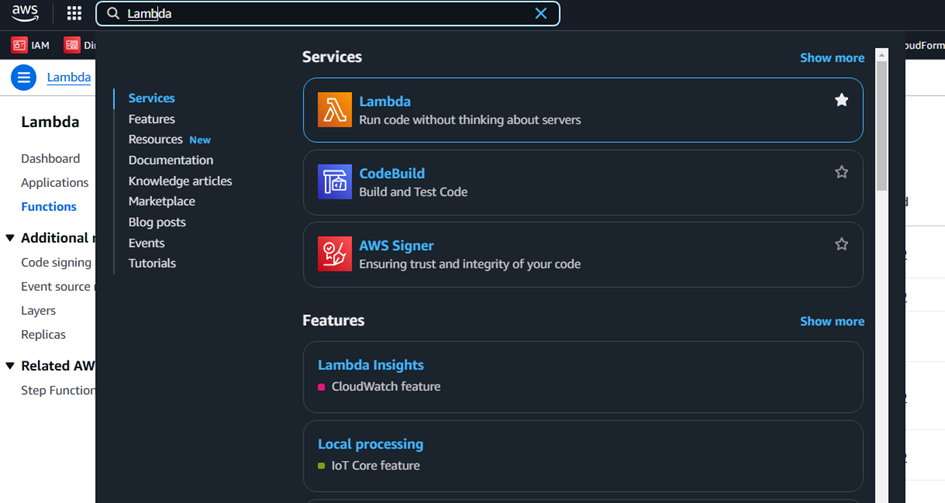 aws
Lambda
IAM
Lambda
Lambda
Dashboard
Applications
Functions
Additional
Code signing
Event source
Layers
Replicas
Related AW
Step Function
Services
Features
Resources New
Documentation
Knowledge articles
Marketplace
Blog posts
Events
Tutorials
Services Show more
Lambda
Run code without thinking about servers
CodeBuild
Build and Test Code
AWS Signer
Ensuring trust and integrity of your code
Features Show more
Lambda Insights
CloudWatch feature
Local processing
IoT Core feature